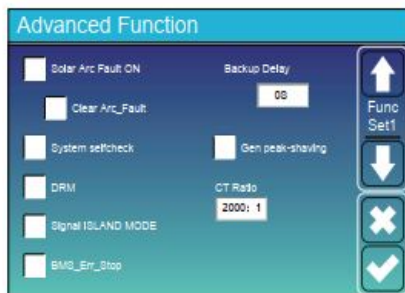 Advanced Function
Solar Arc Fault ON
Backup Delay
0S
Clear Arc_Fault
Func
Set1
System selfcheck
Gen peak-shaving
DRM
CT Ratio
2000: 1
Signal ISLAND MODE
BMS_Err_Stop